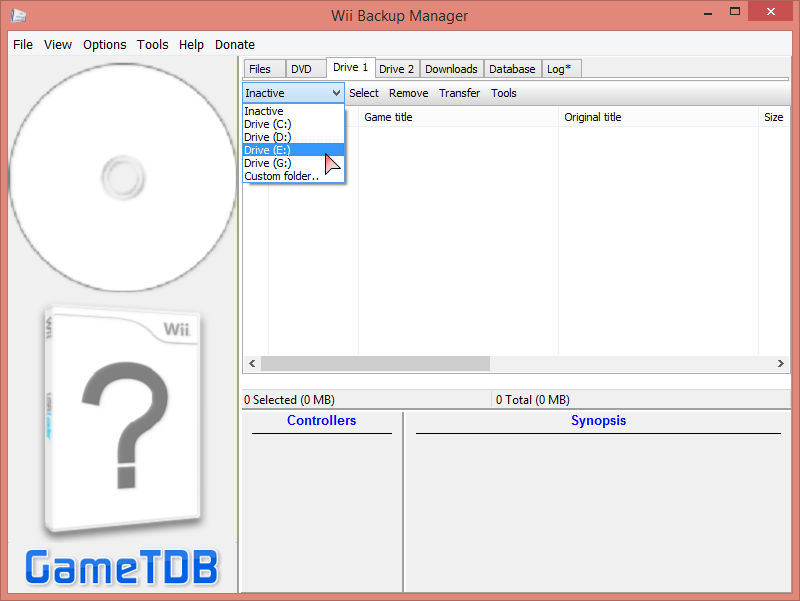 Wii Backup Manager
File View Options Tools Help Donate
Files DVD Drive 1 Drive 2 Downloads Database Log*
Inactive Select Remove Transfer Tools
Inactive
Drive (C:)
Drive (D:)
Drive (E:)
Drive (G:)
Custom folder..
Game title Original title Size
Wii
Wii
0 Selected (0 MB) 0 Total (0 MB)
Controllers Synopsis
GameTDB